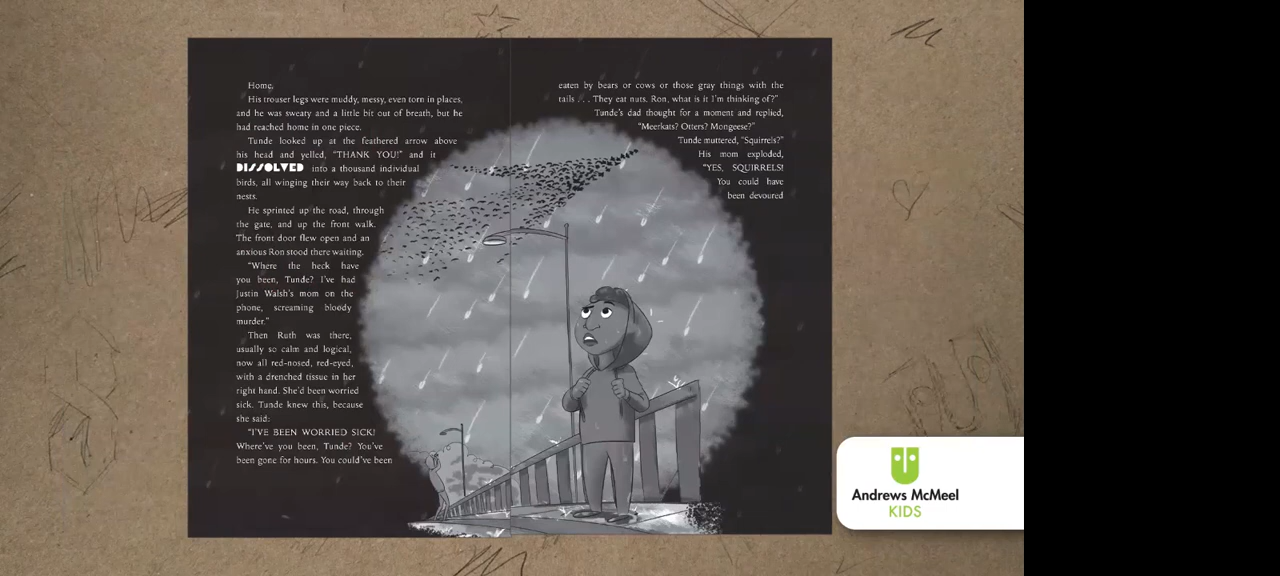 Home.
His trouser legs were muddy, messy, even torn in places,
and he was sweaty and a little bit out of breath, but he
had reached home in one piece.
Tunde looked up at the feathered arrow above
his head and yelled, “THANK YOU!” and it
DISSOLVED into a thousand individual
birds, all winging their way back to their
nests.
He sprinted up the road, through
the gate, and up the front walk.
The front door flew open and an
anxious Ron stood there waiting.
“Where the heck have
you been, Tunde? I’ve had
Justin Walsh’s mom on the
phone, screaming bloody
murder.”
Then Ruth was there,
usually so calm and logical,
now all red-nosed, red-eyed,
with a drenched tissue in her
right hand. She’d been worried
sick. Tunde knew this, because
she said:
“I’VE BEEN WORRIED SICK!
Where’ve you been, Tunde? You’ve
been gone for hours. You could’ve been
eaten by bears or cows or those gray things with the
tails . . . They eat nuts. Ron, what is it I’m thinking of?”
Tunde’s dad thought for a moment and replied,
“Meerkats? Otters? Mongeese?”
Tunde muttered, “Squirrels?”
His mom exploded,
“YES, SQUIRRELS!
You could have
been devoured
Andrews McMeel
KIDS